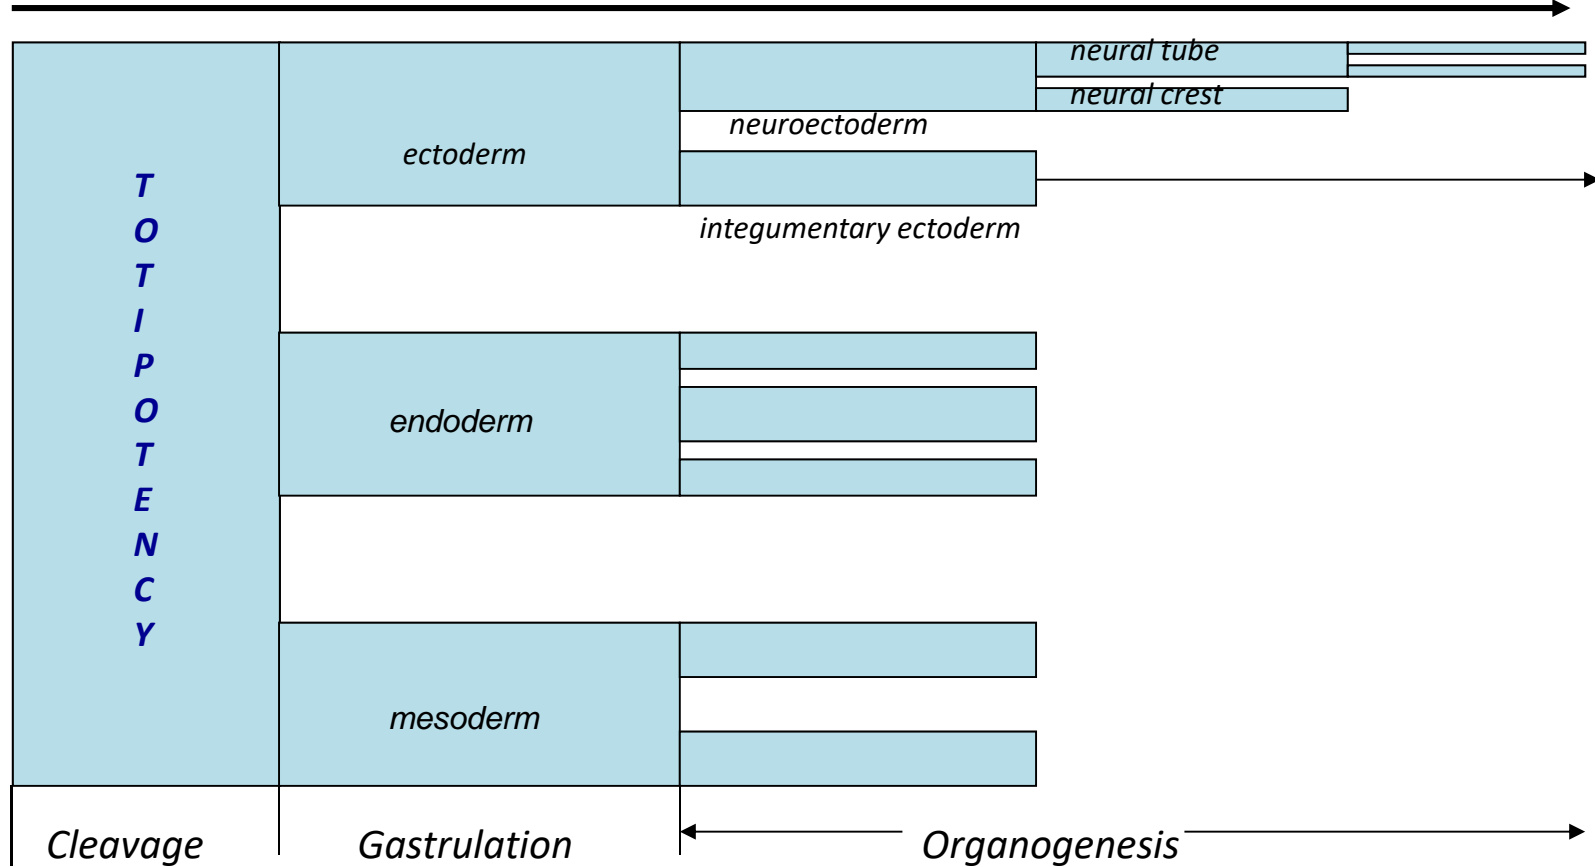 neural tube
neural crest
neuroectoderm
ectoderm
integumentary ectoderm
T
O
T
I
P
O
T
E
N
C
Y
endoderm
mesoderm
Cleavage
Gastrulation
Organogenesis